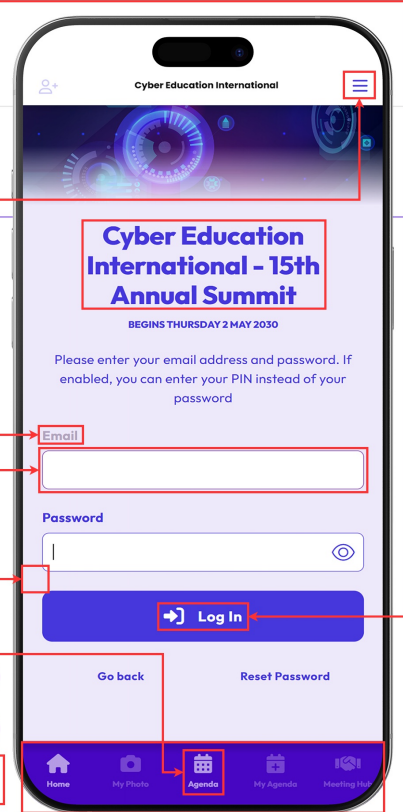 Cyber Education International
Cyber Education
International - 15th
Annual Summit
BEGINS THURSDAY 2 MAY 2030
Please enter your email address and password. If
enabled, you can enter your PIN instead of your
password
Email
Password
Log In
Go back Reset Password
Home My Photo Agenda My Agenda Meeting Hub